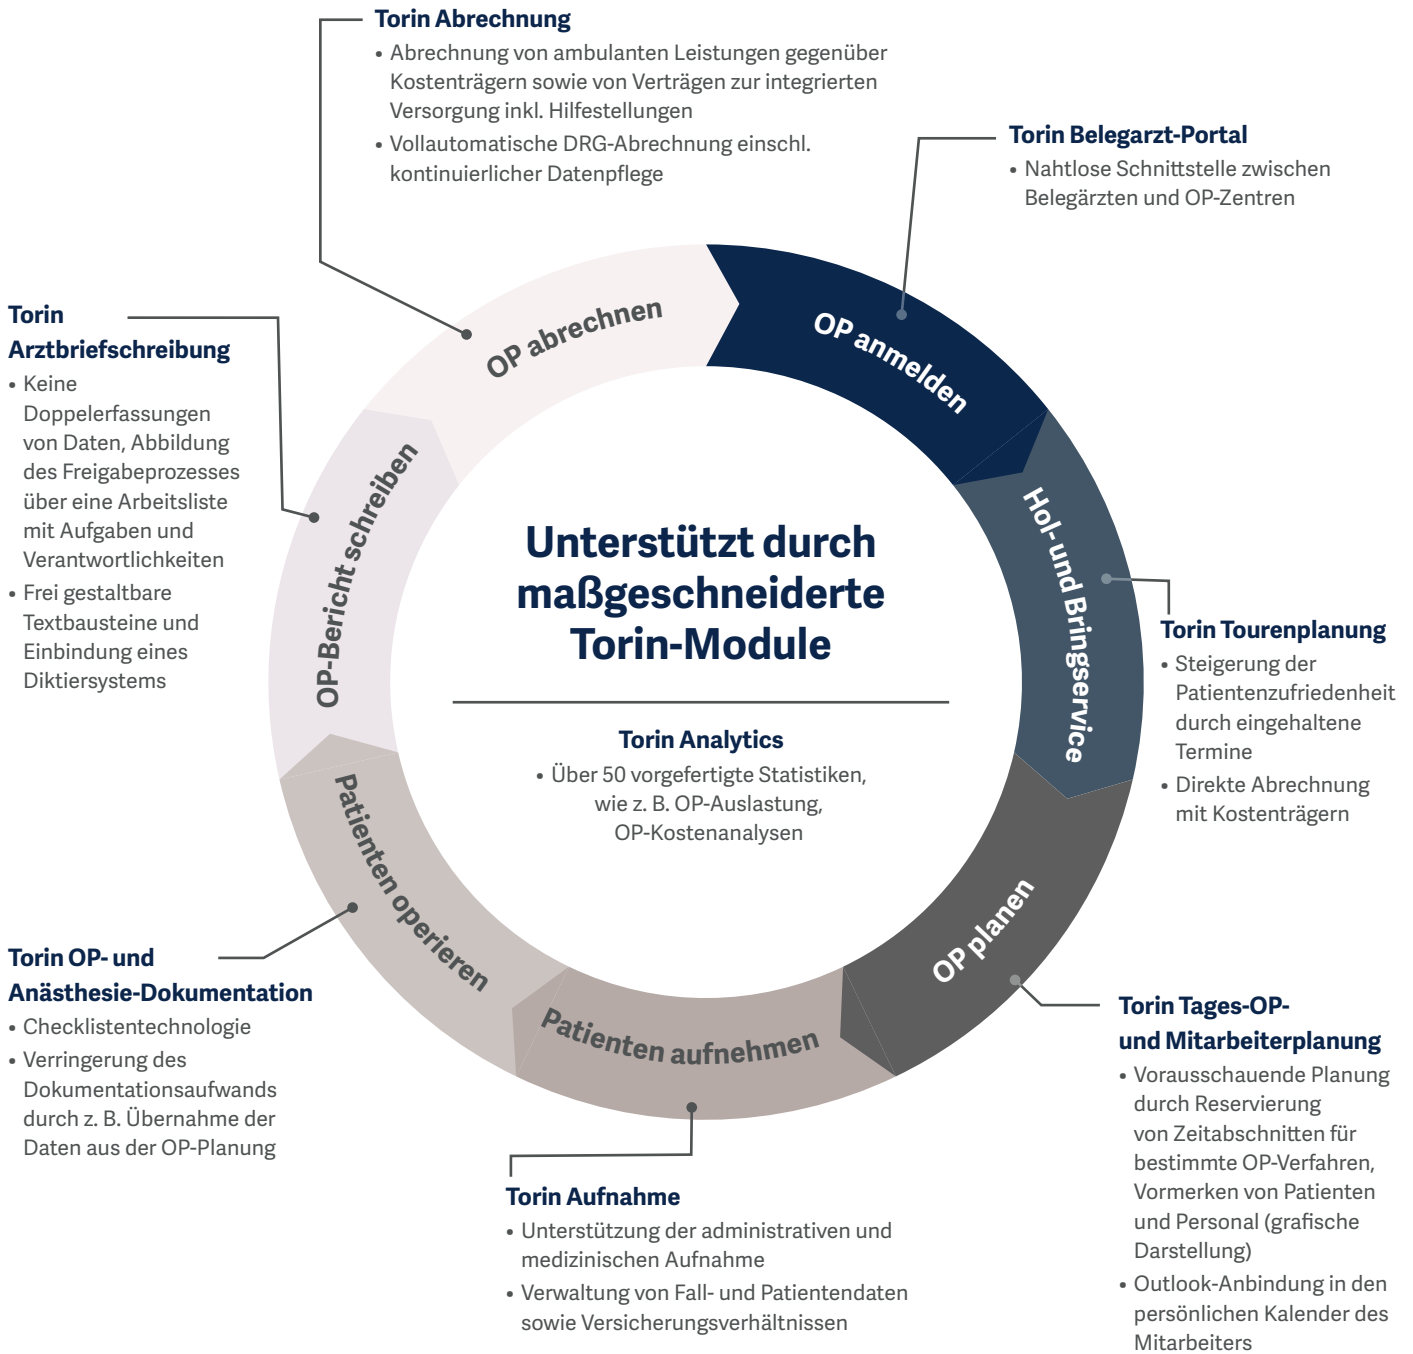 Torin Abrechnung
• Abrechnung von ambulanten Leistungen gegenüber
Kostenträgern sowie von Verträgen zur integrierten
Versorgung inkl. Hilfestellungen
• Vollautomatische DRG-Abrechnung einschl.
kontinuierlicher Datenpflege
Torin Belegarzt-Portal
• Nahtlose Schnittstelle zwischen
Belegärzten und OP-Zentren
OP abrechnen
OP anmelden
Hol- und Bringservice
OP planen
Patienten aufnehmen
Patienten operieren
OP-Bericht schreiben
Torin
Arztbriefschreibung
• Keine
Doppelerfassungen
von Daten, Abbildung
des Freigabeprozesses
über eine Arbeitsliste
mit Aufgaben und
Verantwortlichkeiten
• Frei gestaltbare
Textbausteine und
Einbindung eines
Diktiersystems
Unterstützt durch
maßgeschneiderte
Torin-Module
Torin Analytics
• Über 50 vorgefertigte Statistiken,
wie z. B. OP-Auslastung,
OP-Kostenanalysen
Torin Tourenplanung
• Steigerung der
Patientenzufriedenheit
durch eingehaltene
Termine
• Direkte Abrechnung
mit Kostenträgern
Torin OP- und
Anästhesie-Dokumentation
• Checklistentechnologie
• Verringerung des
Dokumentationsaufwands
durch z. B. Übernahme der
Daten aus der OP-Planung
Torin Tages-OP-
und Mitarbeiterplanung
• Vorausschauende Planung
durch Reservierung
von Zeitabschnitten für
bestimmte OP-Verfahren,
Vormerken von Patienten
und Personal (grafische
Darstellung)
• Outlook-Anbindung in den
persönlichen Kalender des
Mitarbeiters
Torin Aufnahme
• Unterstützung der administrativen und
medizinischen Aufnahme
• Verwaltung von Fall- und Patientendaten
sowie Versicherungsverhältnissen